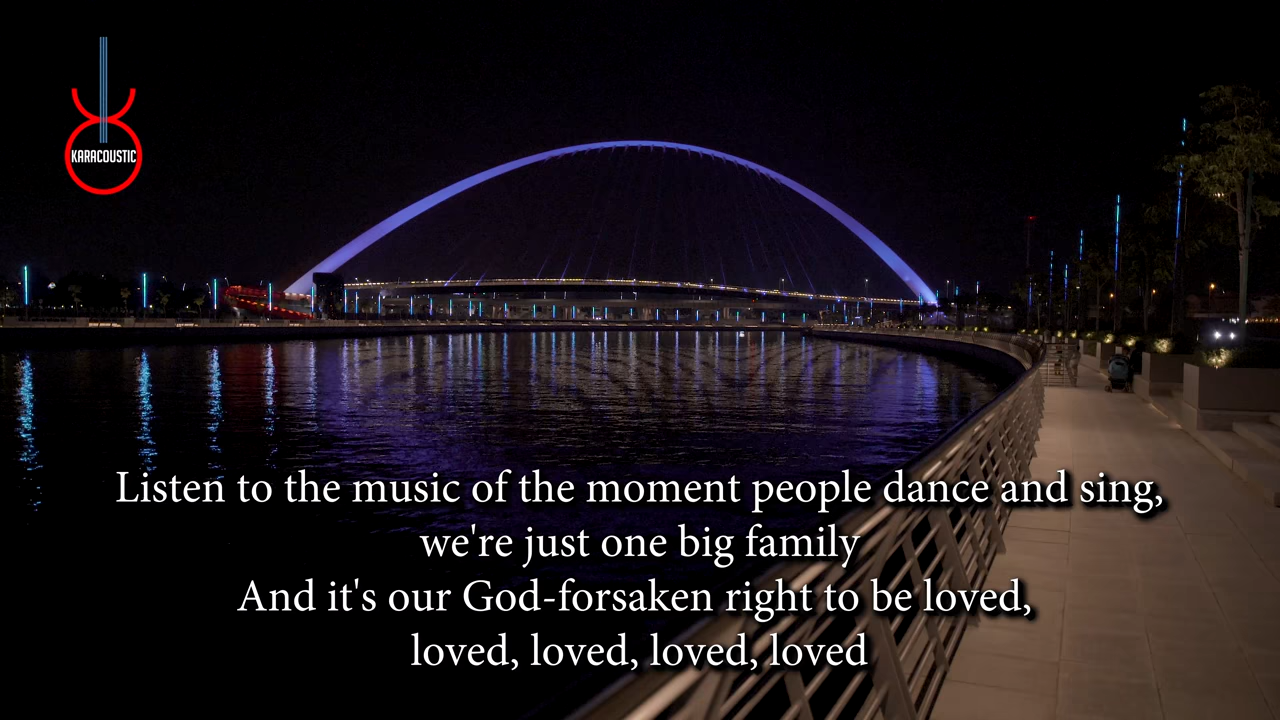 KARACOUSTIC
Listen to the music of the moment people dance and sing,
we're just one big family
And it's our God-forsaken right to be loved,
loved, loved, loved, loved